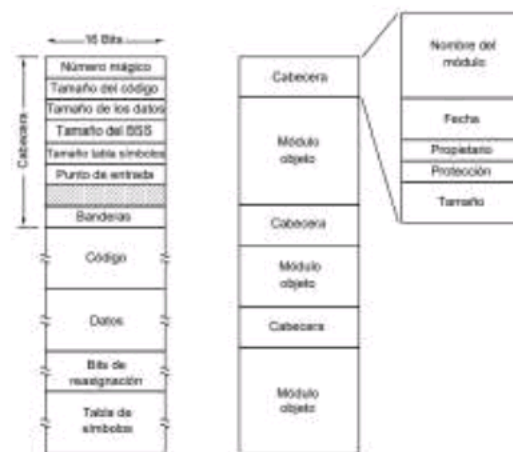 16 Bits
Cabecera
Número mágico
Tamaño del código
Tamaño de los datos
Tamaño del BSS
Tamaño tabla símbolos
Punto de entrada
Banderas
Código
Datos
Bits de
reasignación
Tabla de
símbolos
Cabecera
Módulo
objeto
Cabecera
Módulo
objeto
Cabecera
Módulo
objeto
Nombre del
módulo
Fecha
Propietario
Protección
Tamaño